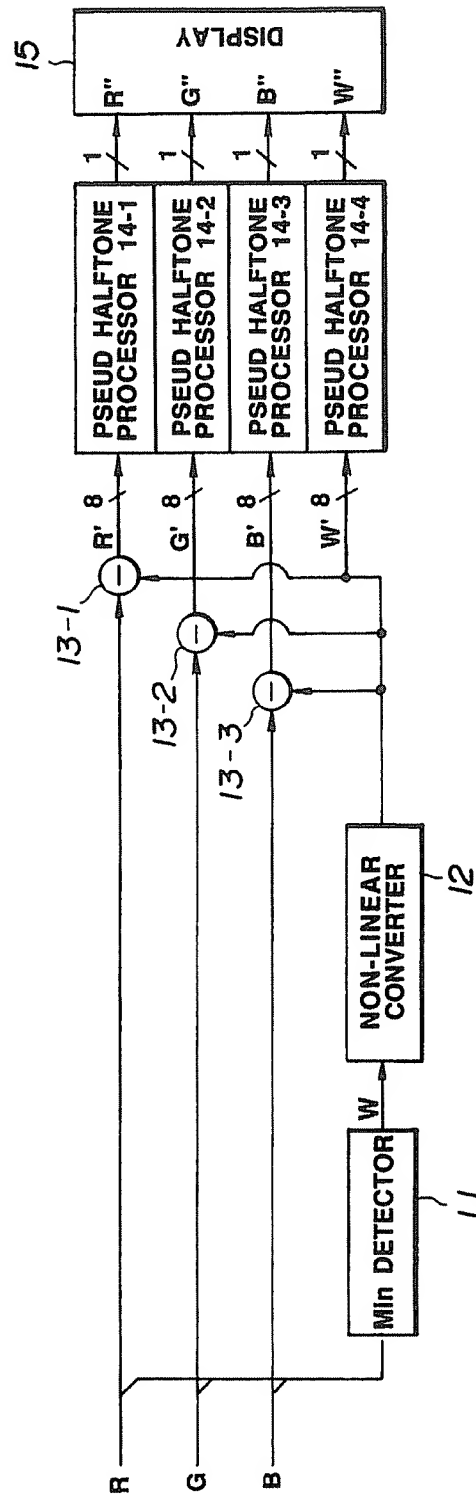 R
G
B
Min DETECTOR
11
W
NON-LINEAR
CONVERTER
12
13-1
13-2
13-3
R'
8
G'
8
B'
8
W'
8
PSEUD HALFTONE
PROCESSOR 14-1
PSEUD HALFTONE
PROCESSOR 14-2
PSEUD HALFTONE
PROCESSOR 14-3
PSEUD HALFTONE
PROCESSOR 14-4
1
1
1
1
15
R"
G"
B"
W"
DISPLAY